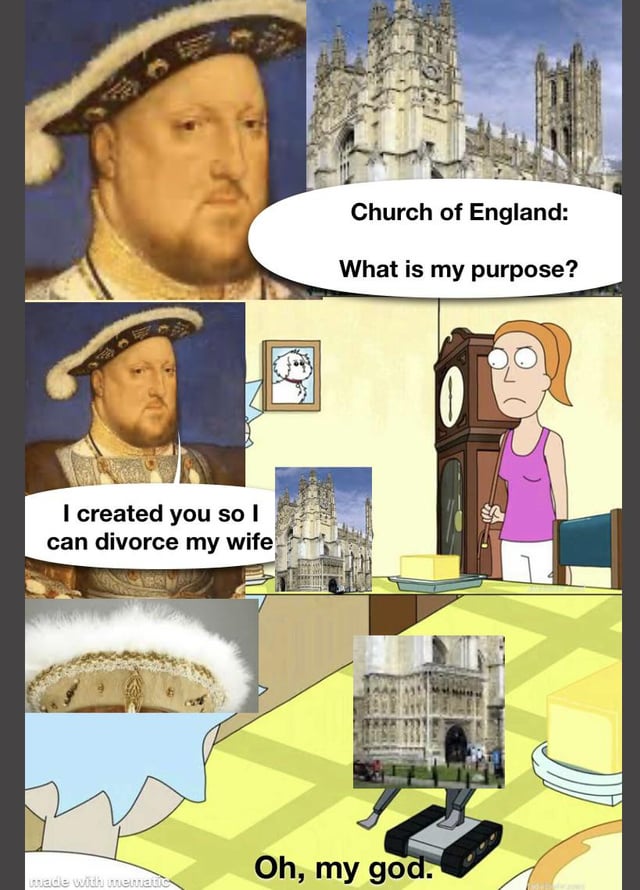 Church of England:
What is my purpose?
I created you so I
can divorce my wife
Oh, my god.
made with mematic